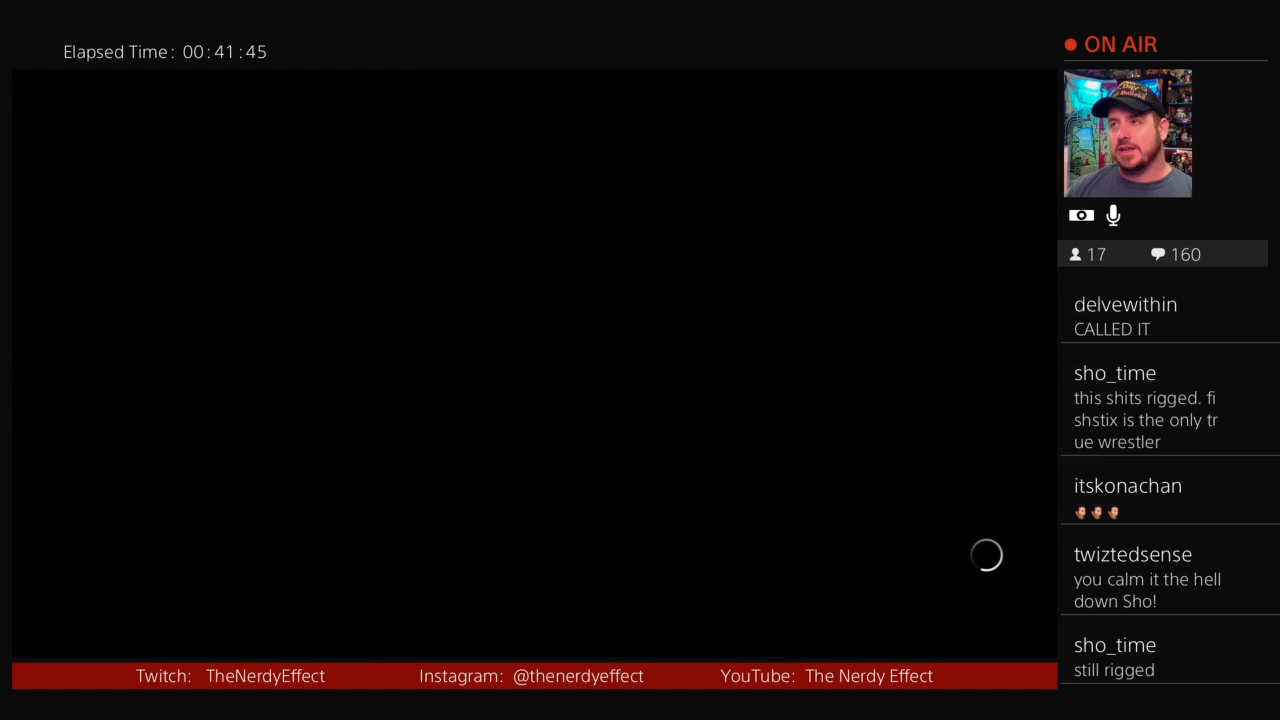 Elapsed Time: 00:41:45
ON AIR
17 160
delvewithin
CALLED IT
sho_time
this shits rigged. fi
shstix is the only tr
ue wrestler
itskonachan
twiztedsense
you calm it the hell
down Sho!
sho_time
still rigged
Twitch: TheNerdyEffect Instagram: @thenerdyeffect YouTube: The Nerdy Effect